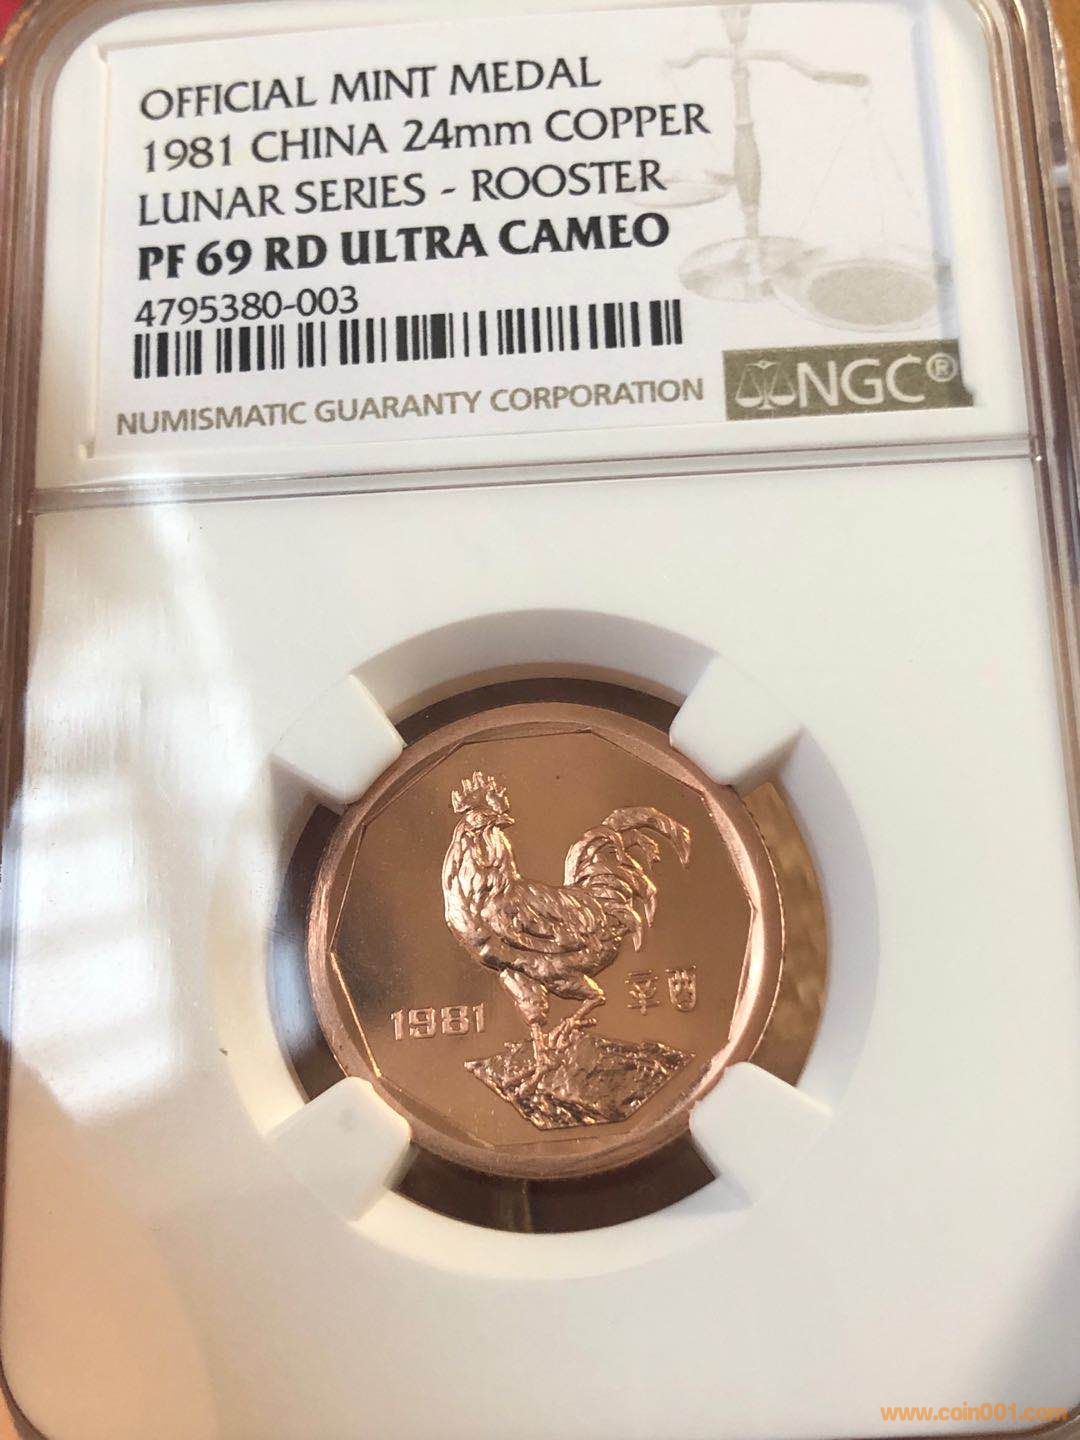 OFFICIAL MINT MEDAL
1981 CHINA 24mm COPPER
LUNAR SERIES - ROOSTER
PF 69 RD ULTRA CAMEO
4795380-003
NUMISMATIC GUARANTY CORPORATION
NGC®
1981
辛酉
www.coin001.com